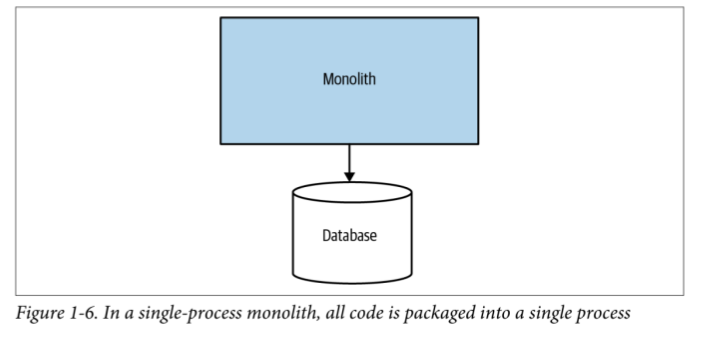 Monolith
Database
Figure 1-6. In a single-process monolith, all code is packaged into a single process